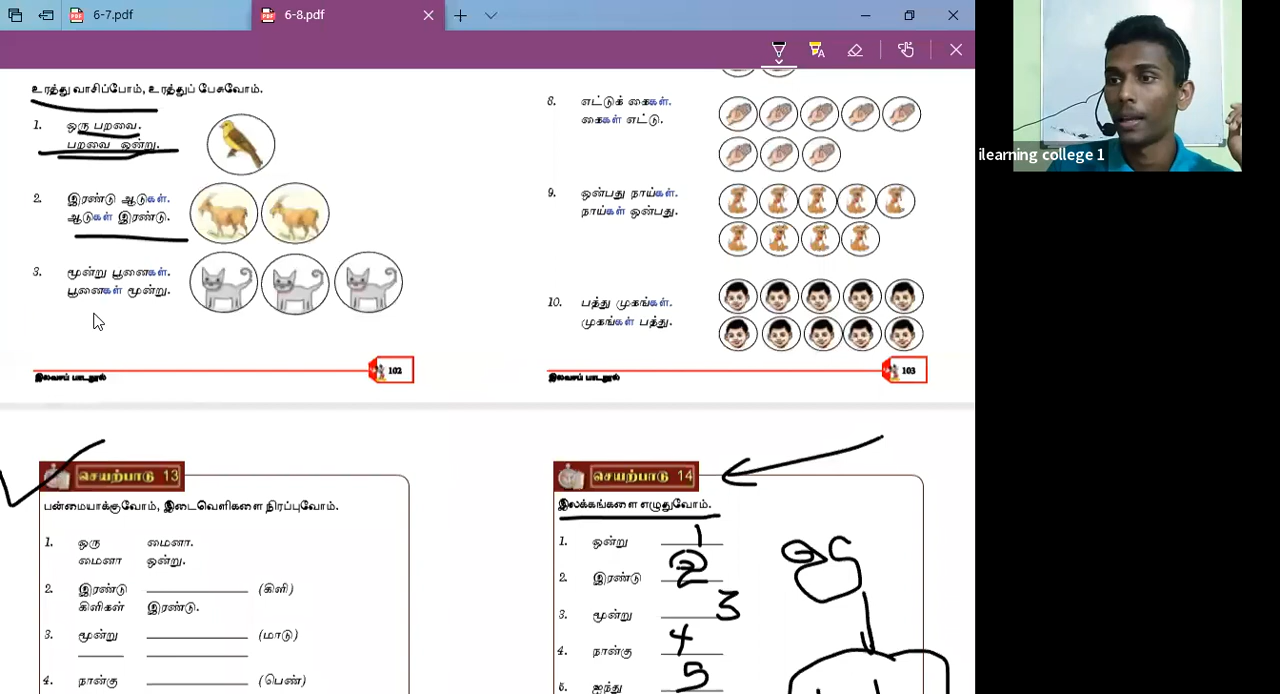 6-7.pdf
6-8.pdf
உரத்து வாசிப்போம், உரத்துப் பேசுவோம்.
1. ஒரு பறவை.
பறவை ஒன்று.
2. இரண்டு ஆடுகள்.
ஆடுகள் இரண்டு.
3. மூன்று பூனைகள்.
பூனைகள் மூன்று.
இலவசப் பாடநூல்
102
8. எட்டுக் கைகள்.
கைகள் எட்டு.
9. ஒன்பது நாய்கள்.
நாய்கள் ஒன்பது.
10. பத்து முகங்கள்.
முகங்கள் பத்து.
இலவசப் பாடநூல்
103
ilearning college 1
செயற்பாடு 13
பன்மையாக்குவோம், இடைவெளிகளை நிரப்புவோம்.
1. ஒரு மைனா.
மைனா ஒன்று.
2. இரண்டு (கிளி)
கிளிகள் இரண்டு.
3. மூன்று (மாடு)
4. நான்கு (பெண்)
செயற்பாடு 14
இலக்கங்களை எழுதுவோம்.
1. ஒன்று 1
2. இரண்டு 2
3. மூன்று 3
4. நான்கு 4
5. ஐந்து 5